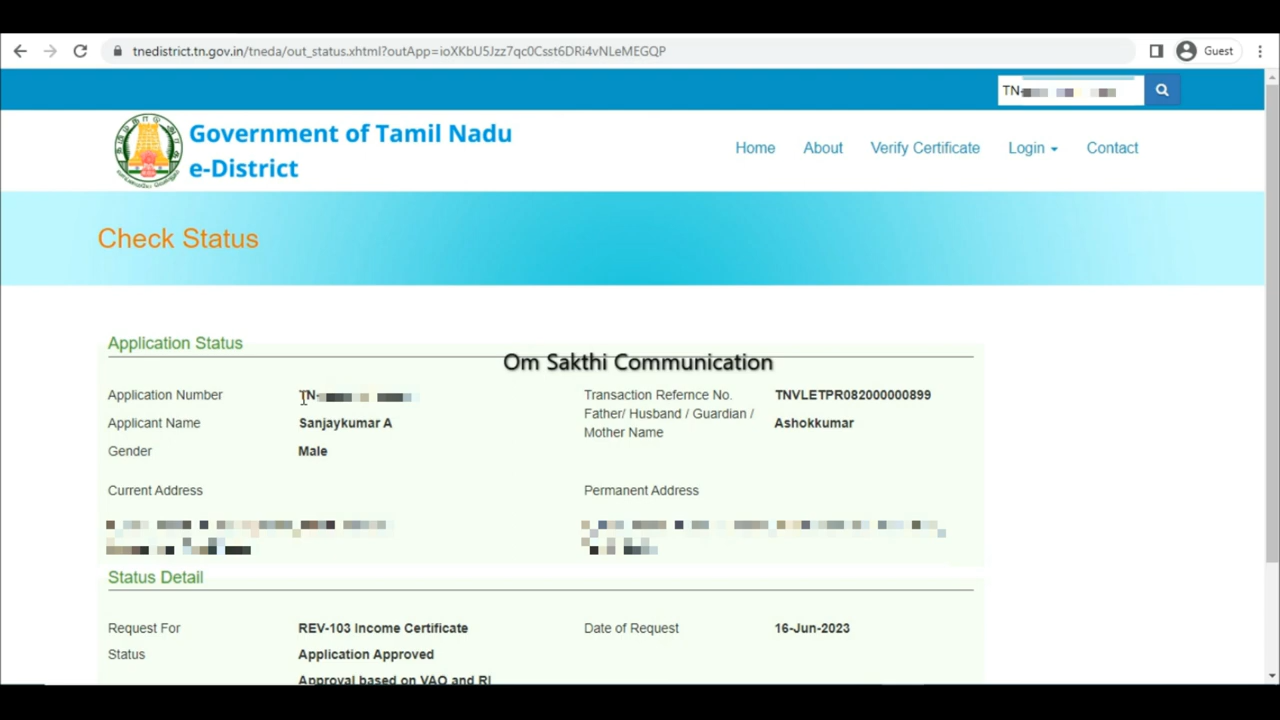 tnedistrict.tn.gov.in/tneda/out_status.xhtml?outApp=ioXKbU5Jzz7qc0Csst6DRi4vNLeMEGQP
Guest
TN-
Government of Tamil Nadu
e-District
Home About Verify Certificate Login Contact
Check Status
Application Status
Om Sakthi Communication
Application Number TN- Transaction Refernce No. TNVLETPR082000000899
Applicant Name Sanjaykumar A Father/ Husband / Guardian / Mother Name Ashokkumar
Gender Male
Current Address Permanent Address
Status Detail
Request For REV-103 Income Certificate Date of Request 16-Jun-2023
Status Application Approved
Approval based on VAO and RI